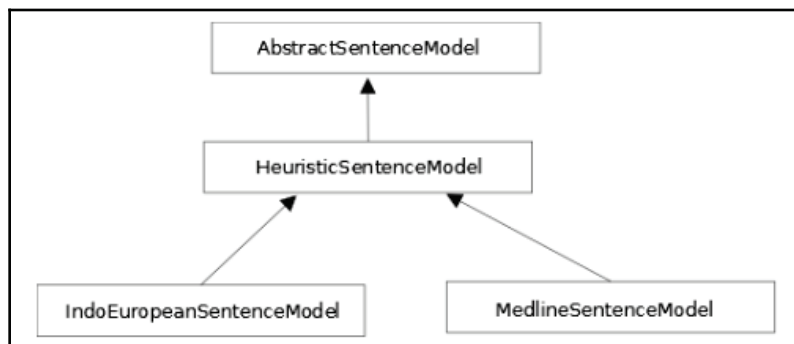 AbstractSentenceModel
HeuristicSentenceModel
IndoEuropeanSentenceModel
MedlineSentenceModel